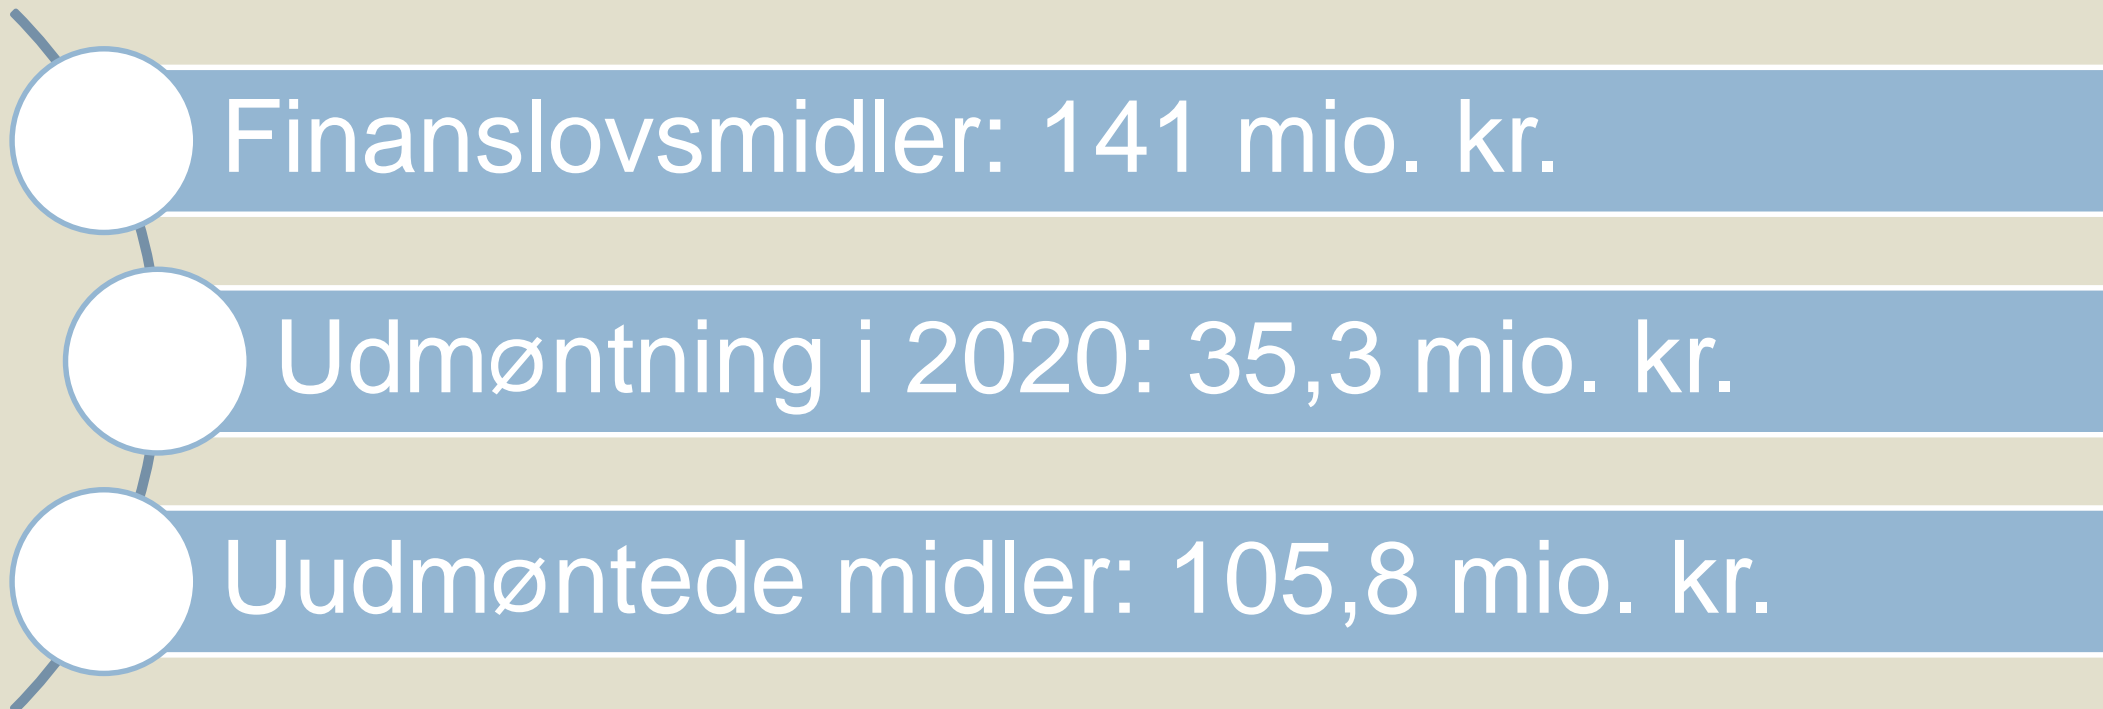 Finanslovsmidler: 141 mio. kr.
Udmøntning i 2020: 35,3 mio. kr.
Uudmøntede midler: 105,8 mio. kr.